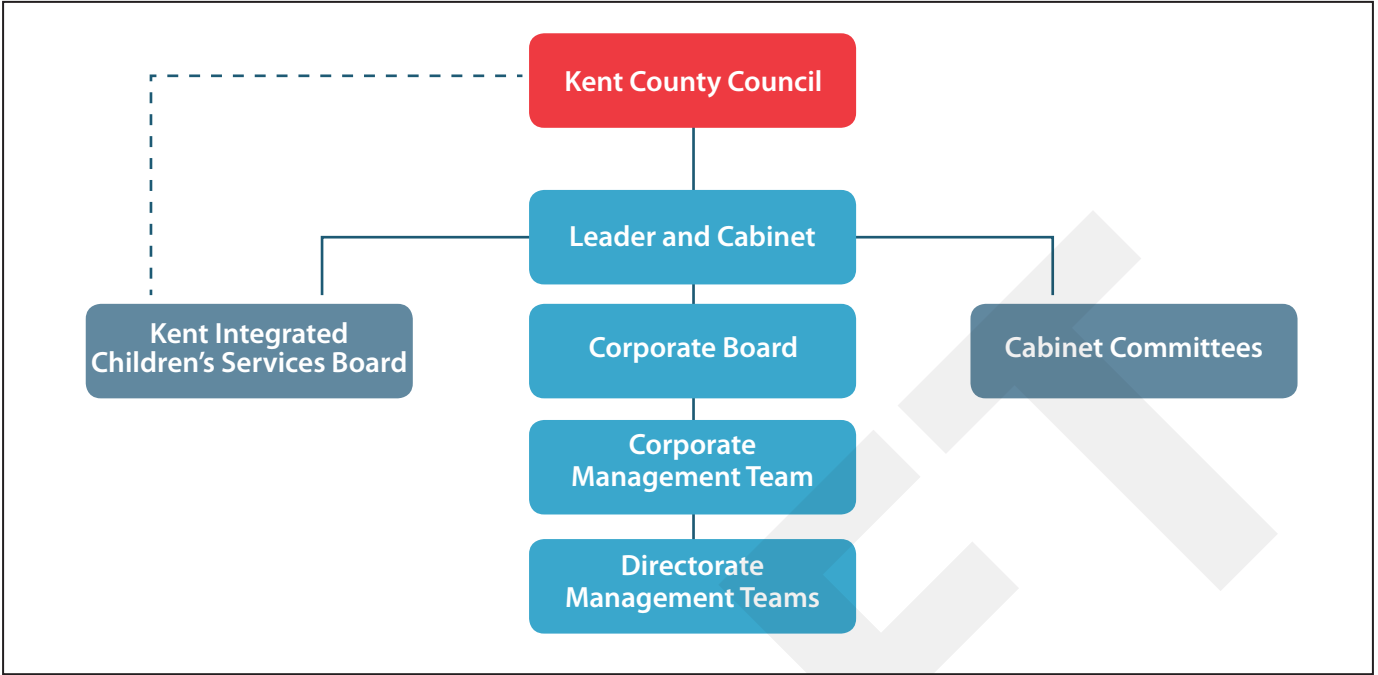 Kent County Council
Leader and Cabinet
Kent Integrated
Children’s Services Board
Corporate Board
Cabinet Committees
Corporate
Management Team
Directorate
Management Teams
ET